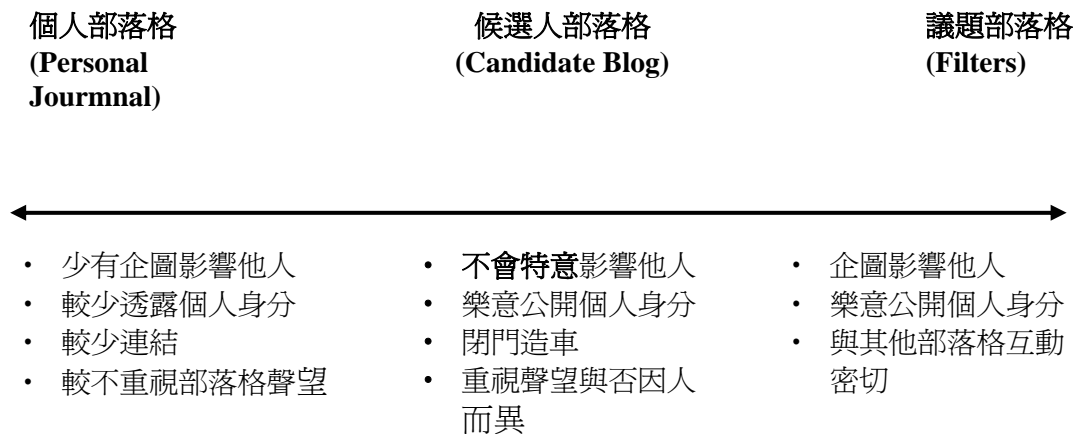 個人部落格
(Personal
Jourmnal)
候選人部落格
(Candidate Blog)
議題部落格
(Filters)
• 少有企圖影響他人
• 較少透露個人身分
• 較少連結
• 較不重視部落格聲望
• 不會特意影響他人
• 樂意公開個人身分
• 閉門造車
• 重視聲望與否因人
而異
• 企圖影響他人
• 樂意公開個人身分
• 與其他部落格互動
密切